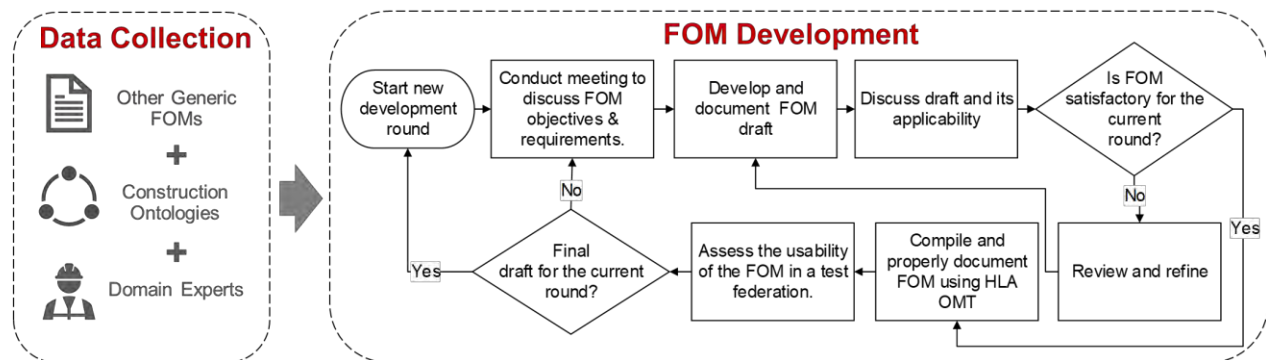 Data Collection
Other Generic
FOMs
+
Construction
Ontologies
+
Domain Experts
FOM Development
Start new
development
round
Conduct meeting to
discuss FOM
objectives &
requirements.
Develop and
document FOM
draft
Discuss draft and its
applicability
Is FOM
satisfactory for the
current
round?
No
Yes
Review and refine
Compile and
properly document
FOM using HLA
OMT
Assess the usability
of the FOM in a test
federation.
Final
draft for the current
round?
No
Yes